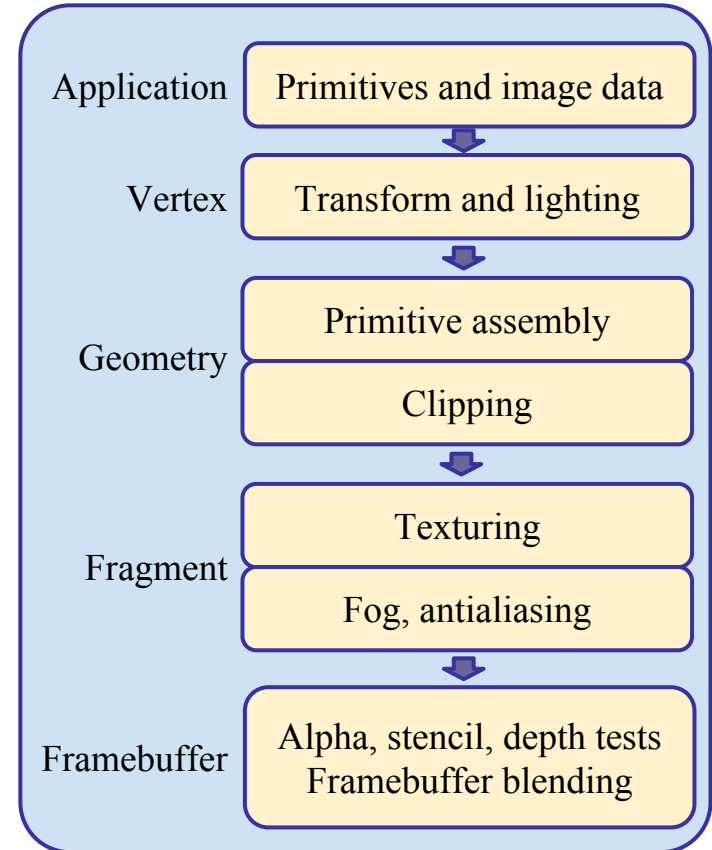 Application
Primitives and image data
Vertex
Transform and lighting
Geometry
Primitive assembly
Clipping
Fragment
Texturing
Fog, antialiasing
Framebuffer
Alpha, stencil, depth tests
Framebuffer blending